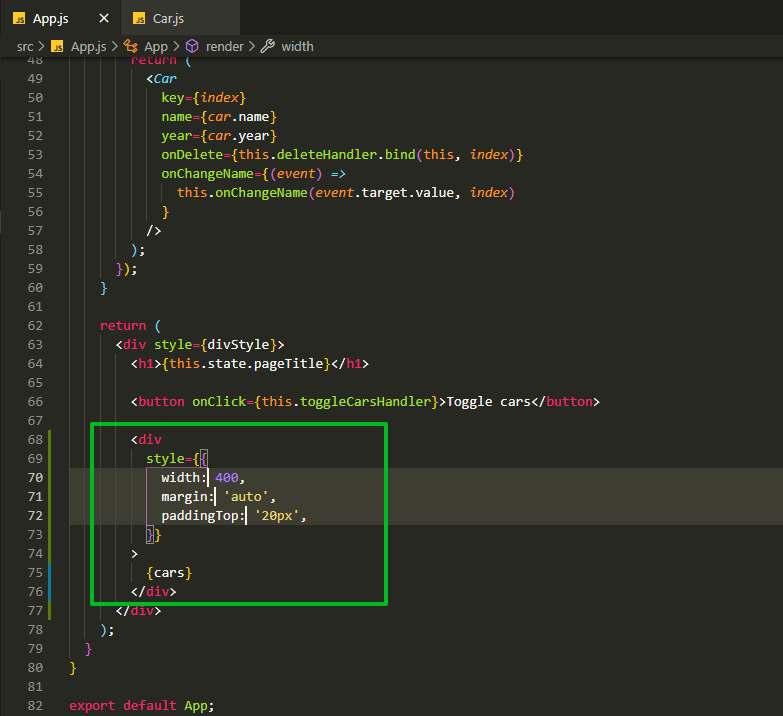 JS App.js × JS Car.js
src > JS App.js > App > render > width
48 return (
49 <Car
50 key={index}
51 name={car.name}
52 year={car.year}
53 onDelete={this.deleteHandler.bind(this, index)}
54 onChangeName={(event) =>
55 this.onChangeName(event.target.value, index)
56 }
57 />
58 );
59 });
60 }
61
62 return (
63 <div style={divStyle}>
64 <h1>{this.state.pageTitle}</h1>
65
66 <button onClick={this.toggleCarsHandler}>Toggle cars</button>
67
68 <div
69 style={{
70 width: 400,
71 margin: 'auto',
72 paddingTop: '20px',
73 }}
74 >
75 {cars}
76 </div>
77 </div>
78 );
79 }
80 }
81
82 export default App;